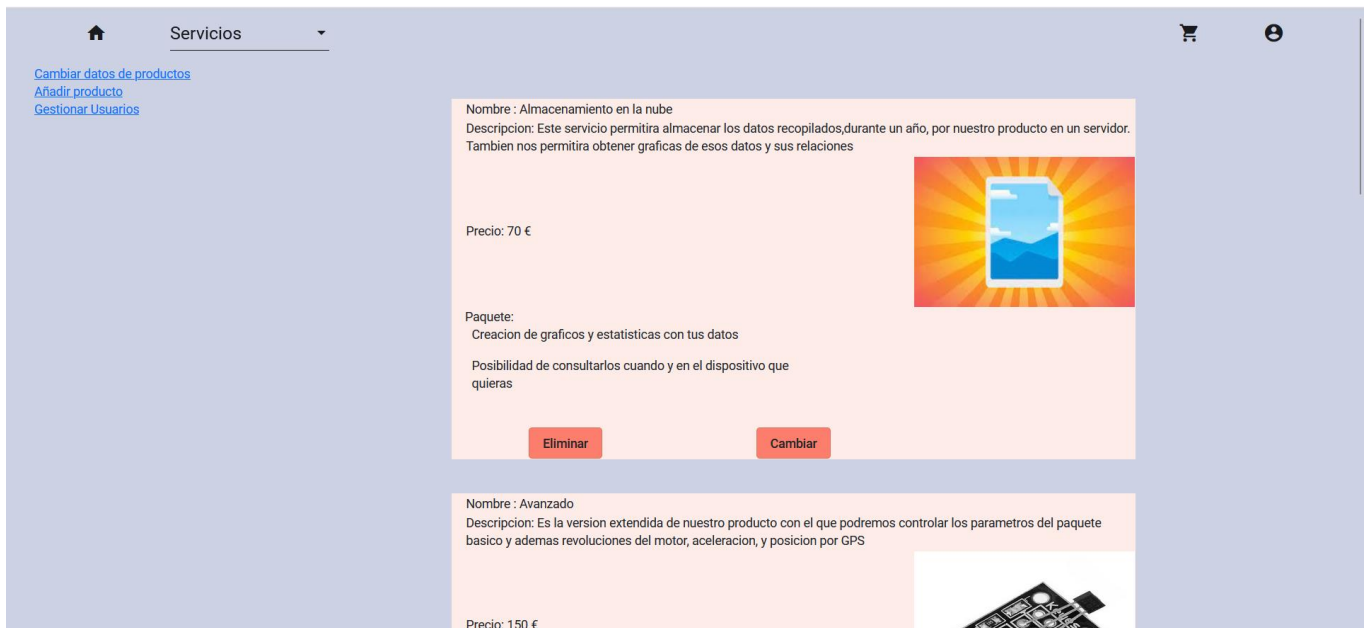 Servicios
Cambiar datos de productos
Añadir producto
Gestionar Usuarios
Nombre : Almacenamiento en la nube
Descripcion: Este servicio permitira almacenar los datos recopilados,durante un año, por nuestro producto en un servidor.
Tambien nos permitira obtener graficas de esos datos y sus relaciones
Precio: 70 €
Paquete:
Creacion de graficos y estatisticas con tus datos
Posibilidad de consultarlos cuando y en el dispositivo que
quieras
Eliminar
Cambiar
Nombre : Avanzado
Descripcion: Es la version extendida de nuestro producto con el que podremos controlar los parametros del paquete
basico y ademas revoluciones del motor, aceleracion, y posicion por GPS
Precio: 150 €